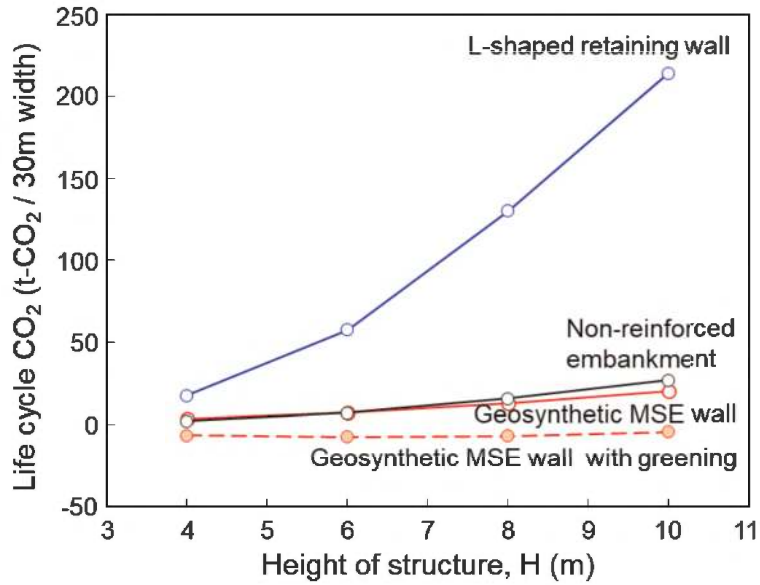 Life cycle CO2 (t-CO2 / 30m width)
250
200
150
100
50
0
-50
L-shaped retaining wall
Non-reinforced
embankment
Geosynthetic MSE wall
Geosynthetic MSE wall with greening
3 4 5 6 7 8 9 10 11
Height of structure, H (m)